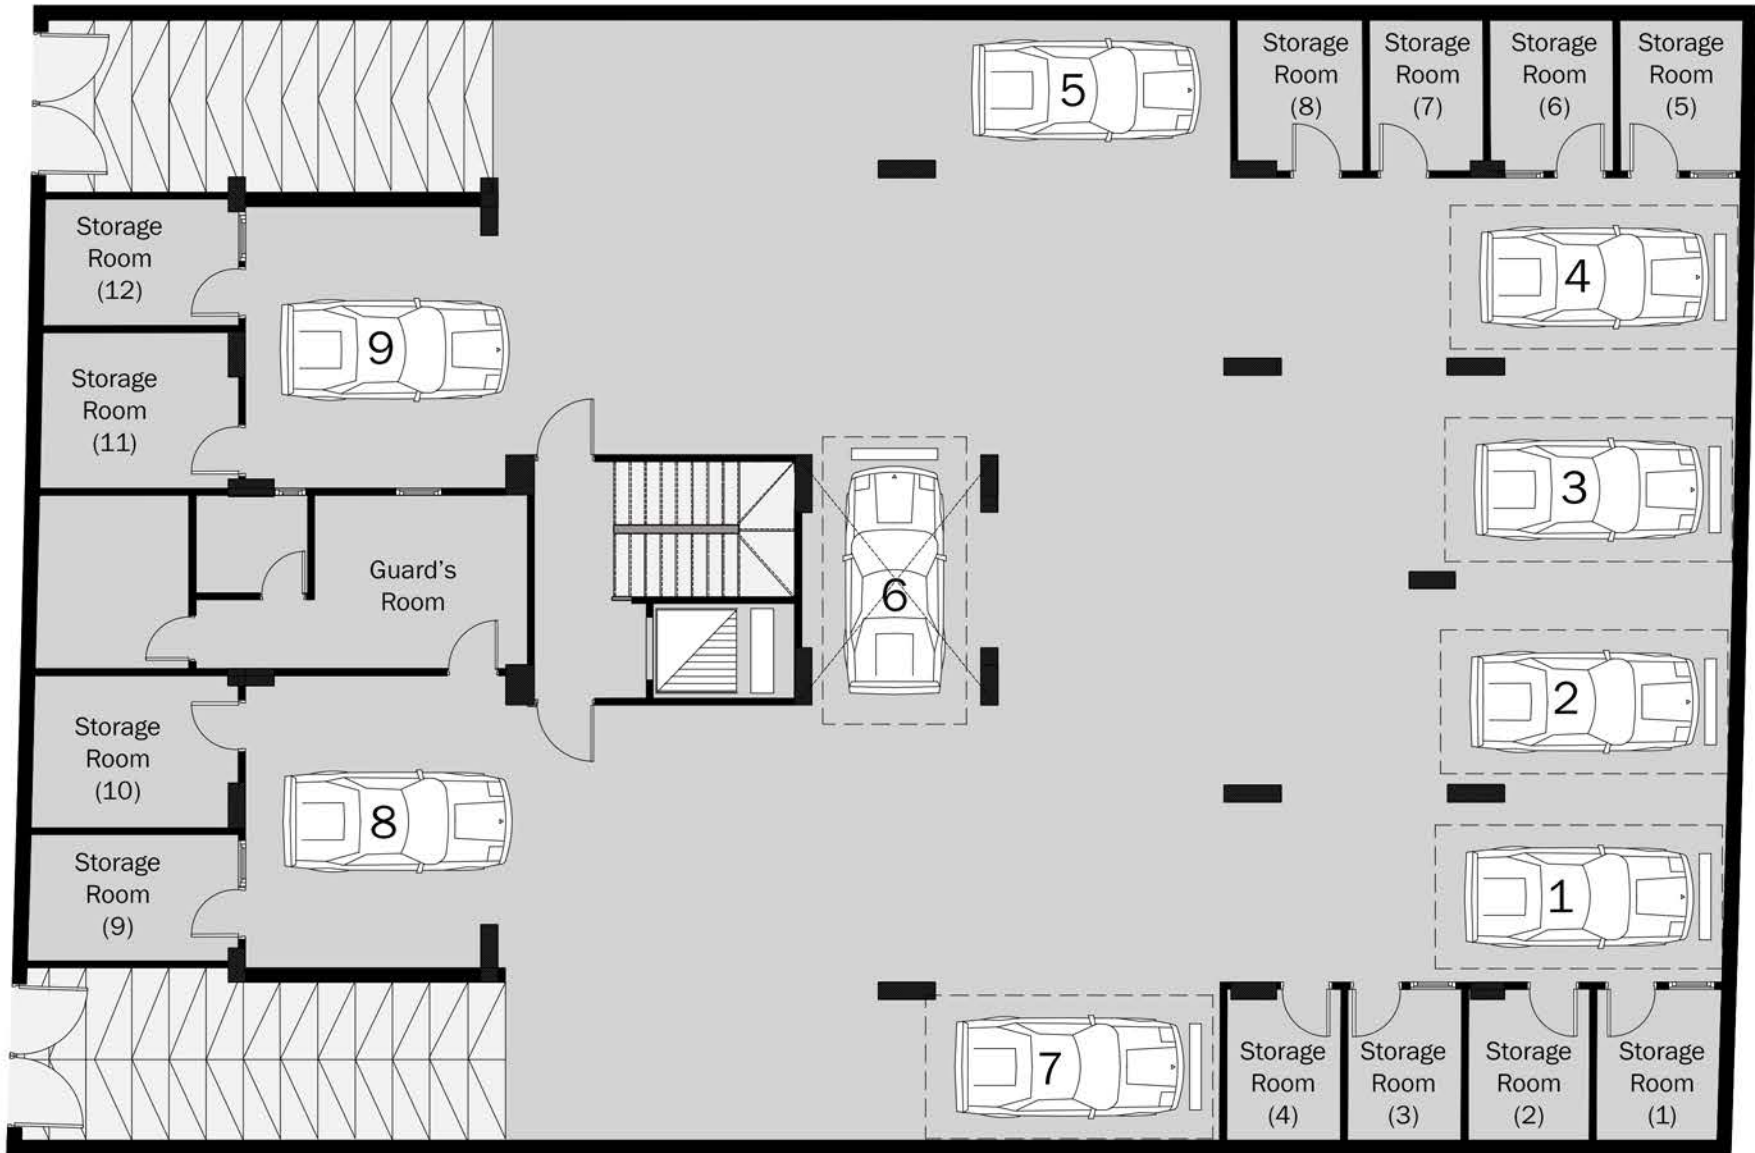 5
Storage
Room
(8)
Storage
Room
(7)
Storage
Room
(6)
Storage
Room
(5)
Storage
Room
(12)
4
9
Storage
Room
(11)
3
Guard's
Room
6
2
Storage
Room
(10)
8
Storage
Room
(9)
1
7
Storage
Room
(4)
Storage
Room
(3)
Storage
Room
(2)
Storage
Room
(1)